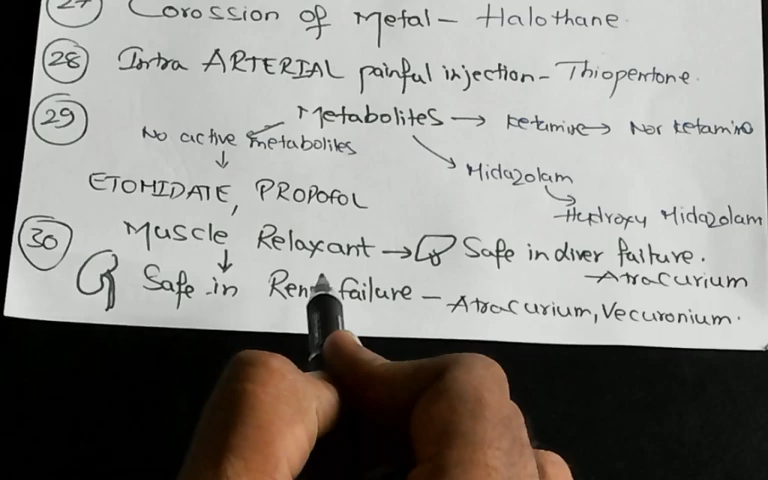 27 Corossion of Metal - Halothane
28 Intra ARTERIAL painful injection - Thiopentone.
29 Metabolites → Ketamine → Nor Ketamine
No active metabolites
Midazolam
ETOMIDATE, PROPOFOL
Hydroxy Midazolam
30 Muscle Relaxant → Safe in liver failure.
Atracurium
Safe in failure - Atracurium, Vecuronium.